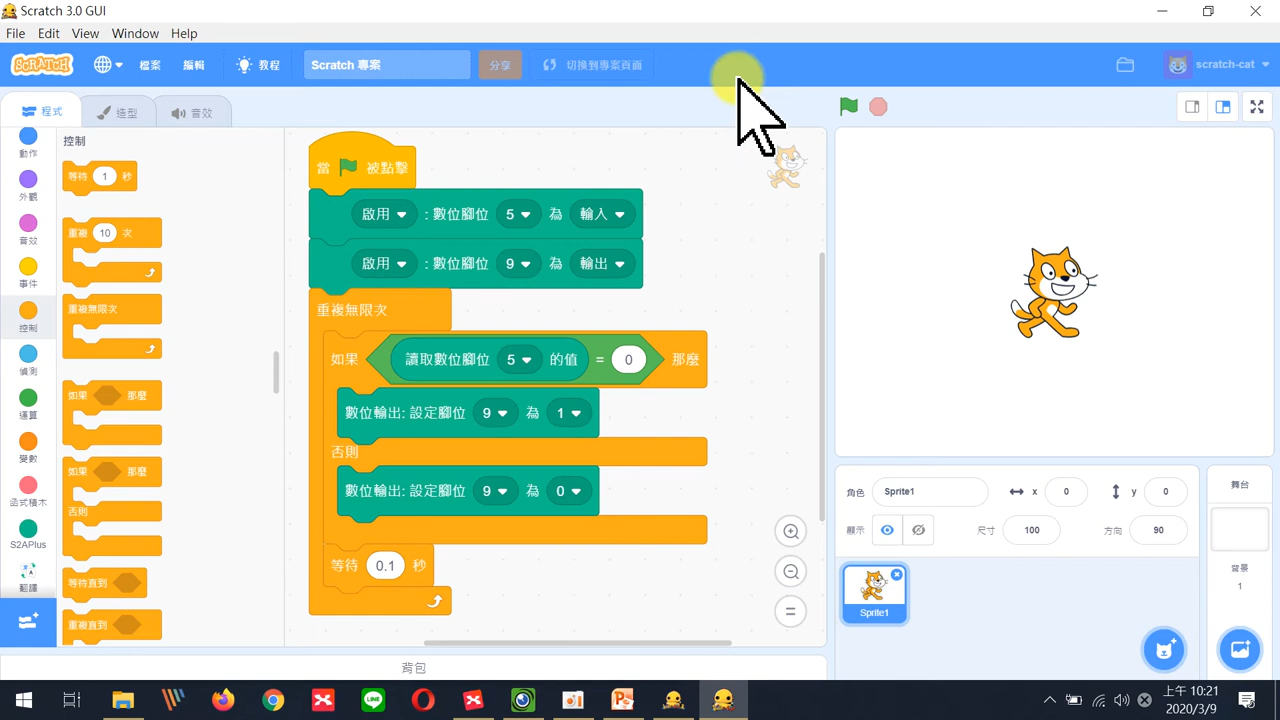 Scratch 3.0 GUI
File Edit View Window Help
SCRATCH 檔案 編輯 教程 Scratch 專案 分享 切換到專案頁面 scratch-cat
程式 造型 音效
動作
外觀
音效
事件
控制
偵測
運算
變數
函式積木
S2APlus
翻譯
控制
等待 1 秒
重複 10 次
重複無限次
如果 那麼
如果 那麼
否則
等待直到
重複直到
當 被點擊
啟用 : 數位腳位 5 為 輸入
啟用 : 數位腳位 9 為 輸出
重複無限次
如果 讀取數位腳位 5 的值 = 0 那麼
數位輸出: 設定腳位 9 為 1
否則
數位輸出: 設定腳位 9 為 0
等待 0.1 秒
背包
角色 Sprite1 x 0 y 0
顯示 尺寸 100 方向 90
Sprite1
舞台
背景
1
上午 10:21
2020/3/9